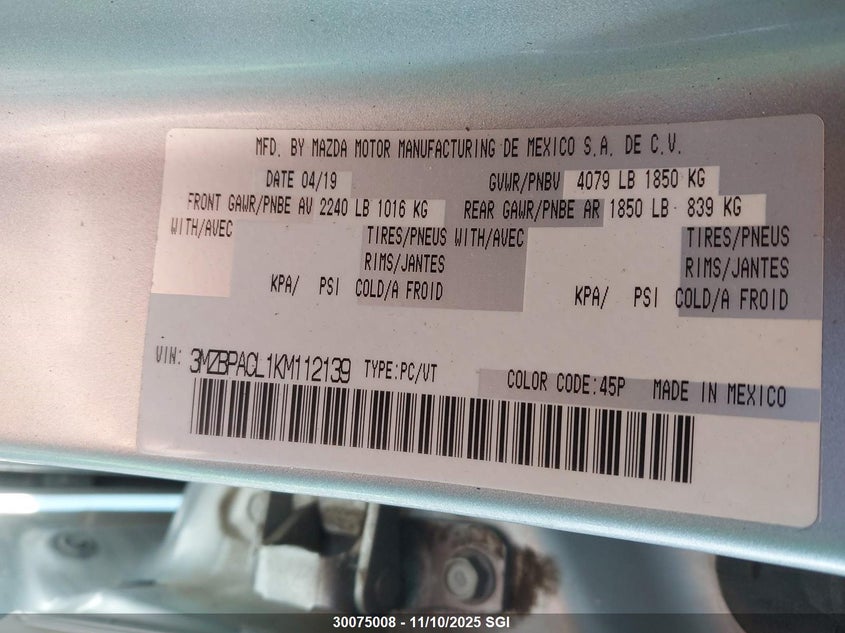 MFD. BY MAZDA MOTOR MANUFACTURING DE MEXICO S.A. DE C.V.
DATE 04/19 GVWR/PNBV 4079 LB 1850 KG
FRONT GAWR/PNBE AV 2240 LB 1016 KG REAR GAWR/PNBE AR 1850 LB 839 KG
WITH/AVEC TIRES/PNEUS WITH/AVEC TIRES/PNEUS
RIMS/JANTES RIMS/JANTES
KPA/ PSI COLD/A FROID KPA/ PSI COLD/A FROID
VIN: 3MZBPACL1KM112139 TYPE:PC/VT COLOR CODE:45P MADE IN MEXICO
30075008 - 11/10/2025 SGI